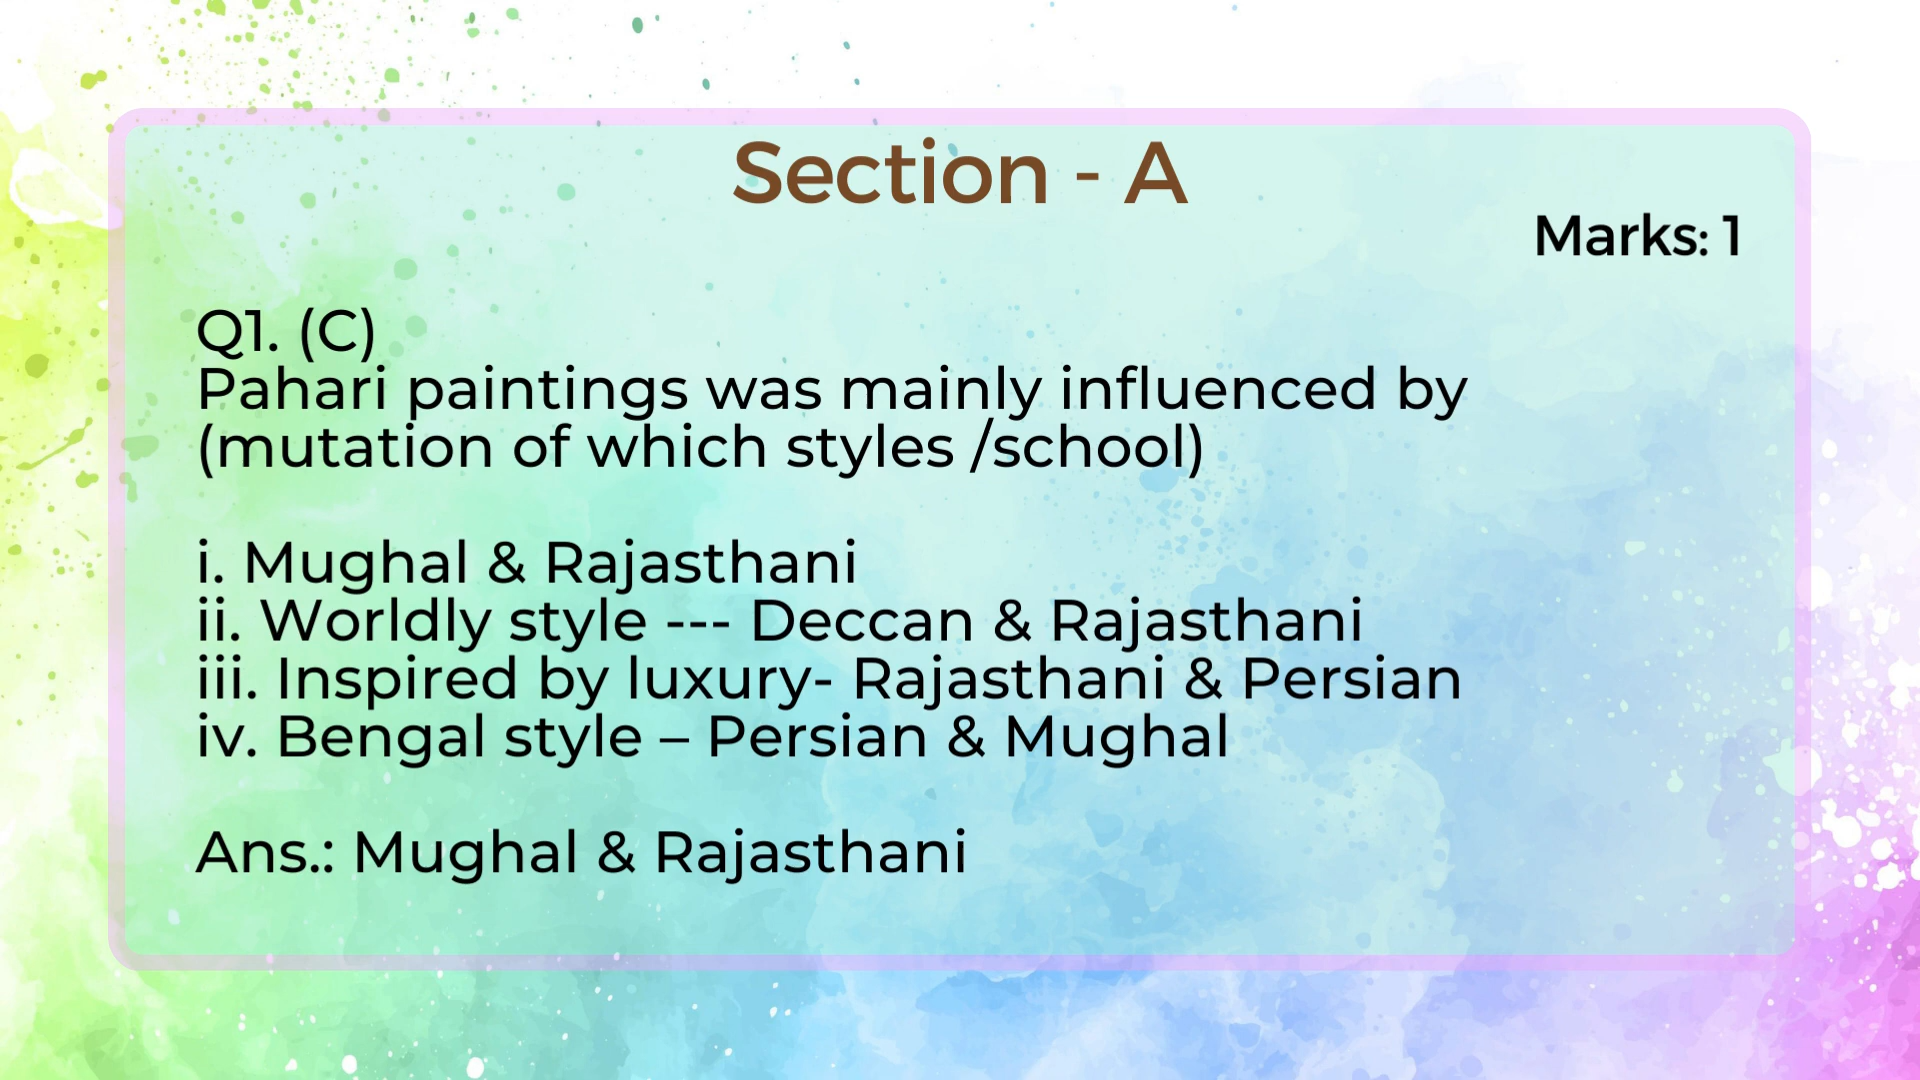 Section - A
Marks: 1
Q1. (C)
Pahari paintings was mainly influenced by
(mutation of which styles /school)
i. Mughal & Rajasthani
ii. Worldly style --- Deccan & Rajasthani
iii. Inspired by luxury- Rajasthani & Persian
iv. Bengal style – Persian & Mughal
Ans.: Mughal & Rajasthani